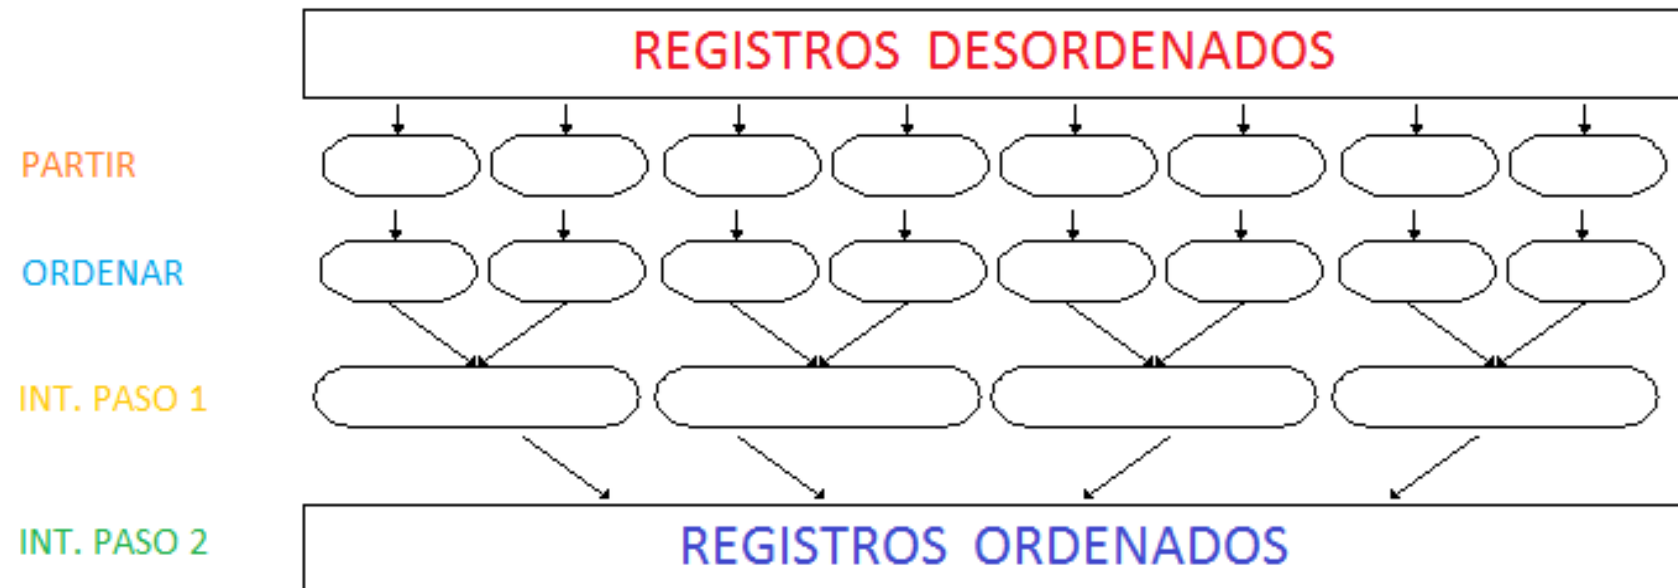 REGISTROS DESORDENADOS
PARTIR
ORDENAR
INT. PASO 1
INT. PASO 2
REGISTROS ORDENADOS